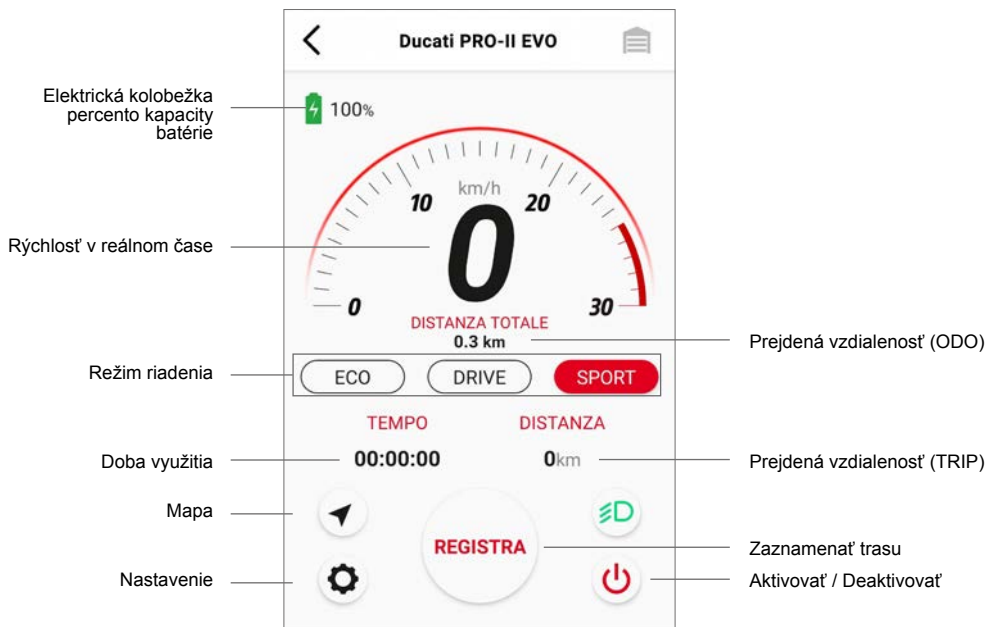 Ducati PRO-II EVO
Elektrická kolobežka
percento kapacity
batérie
100%
km/h
10
20
0
Rýchlosť v reálnom čase
0
30
DISTANZA TOTALE
0.3 km
Prejdená vzdialenosť (ODO)
Režim riadenia
ECO
DRIVE
SPORT
TEMPO
DISTANZA
Doba využitia
00:00:00
0km
Prejdená vzdialenosť (TRIP)
Mapa
REGISTRA
Zaznamenať trasu
Nastavenie
Aktivovať / Deaktivovať